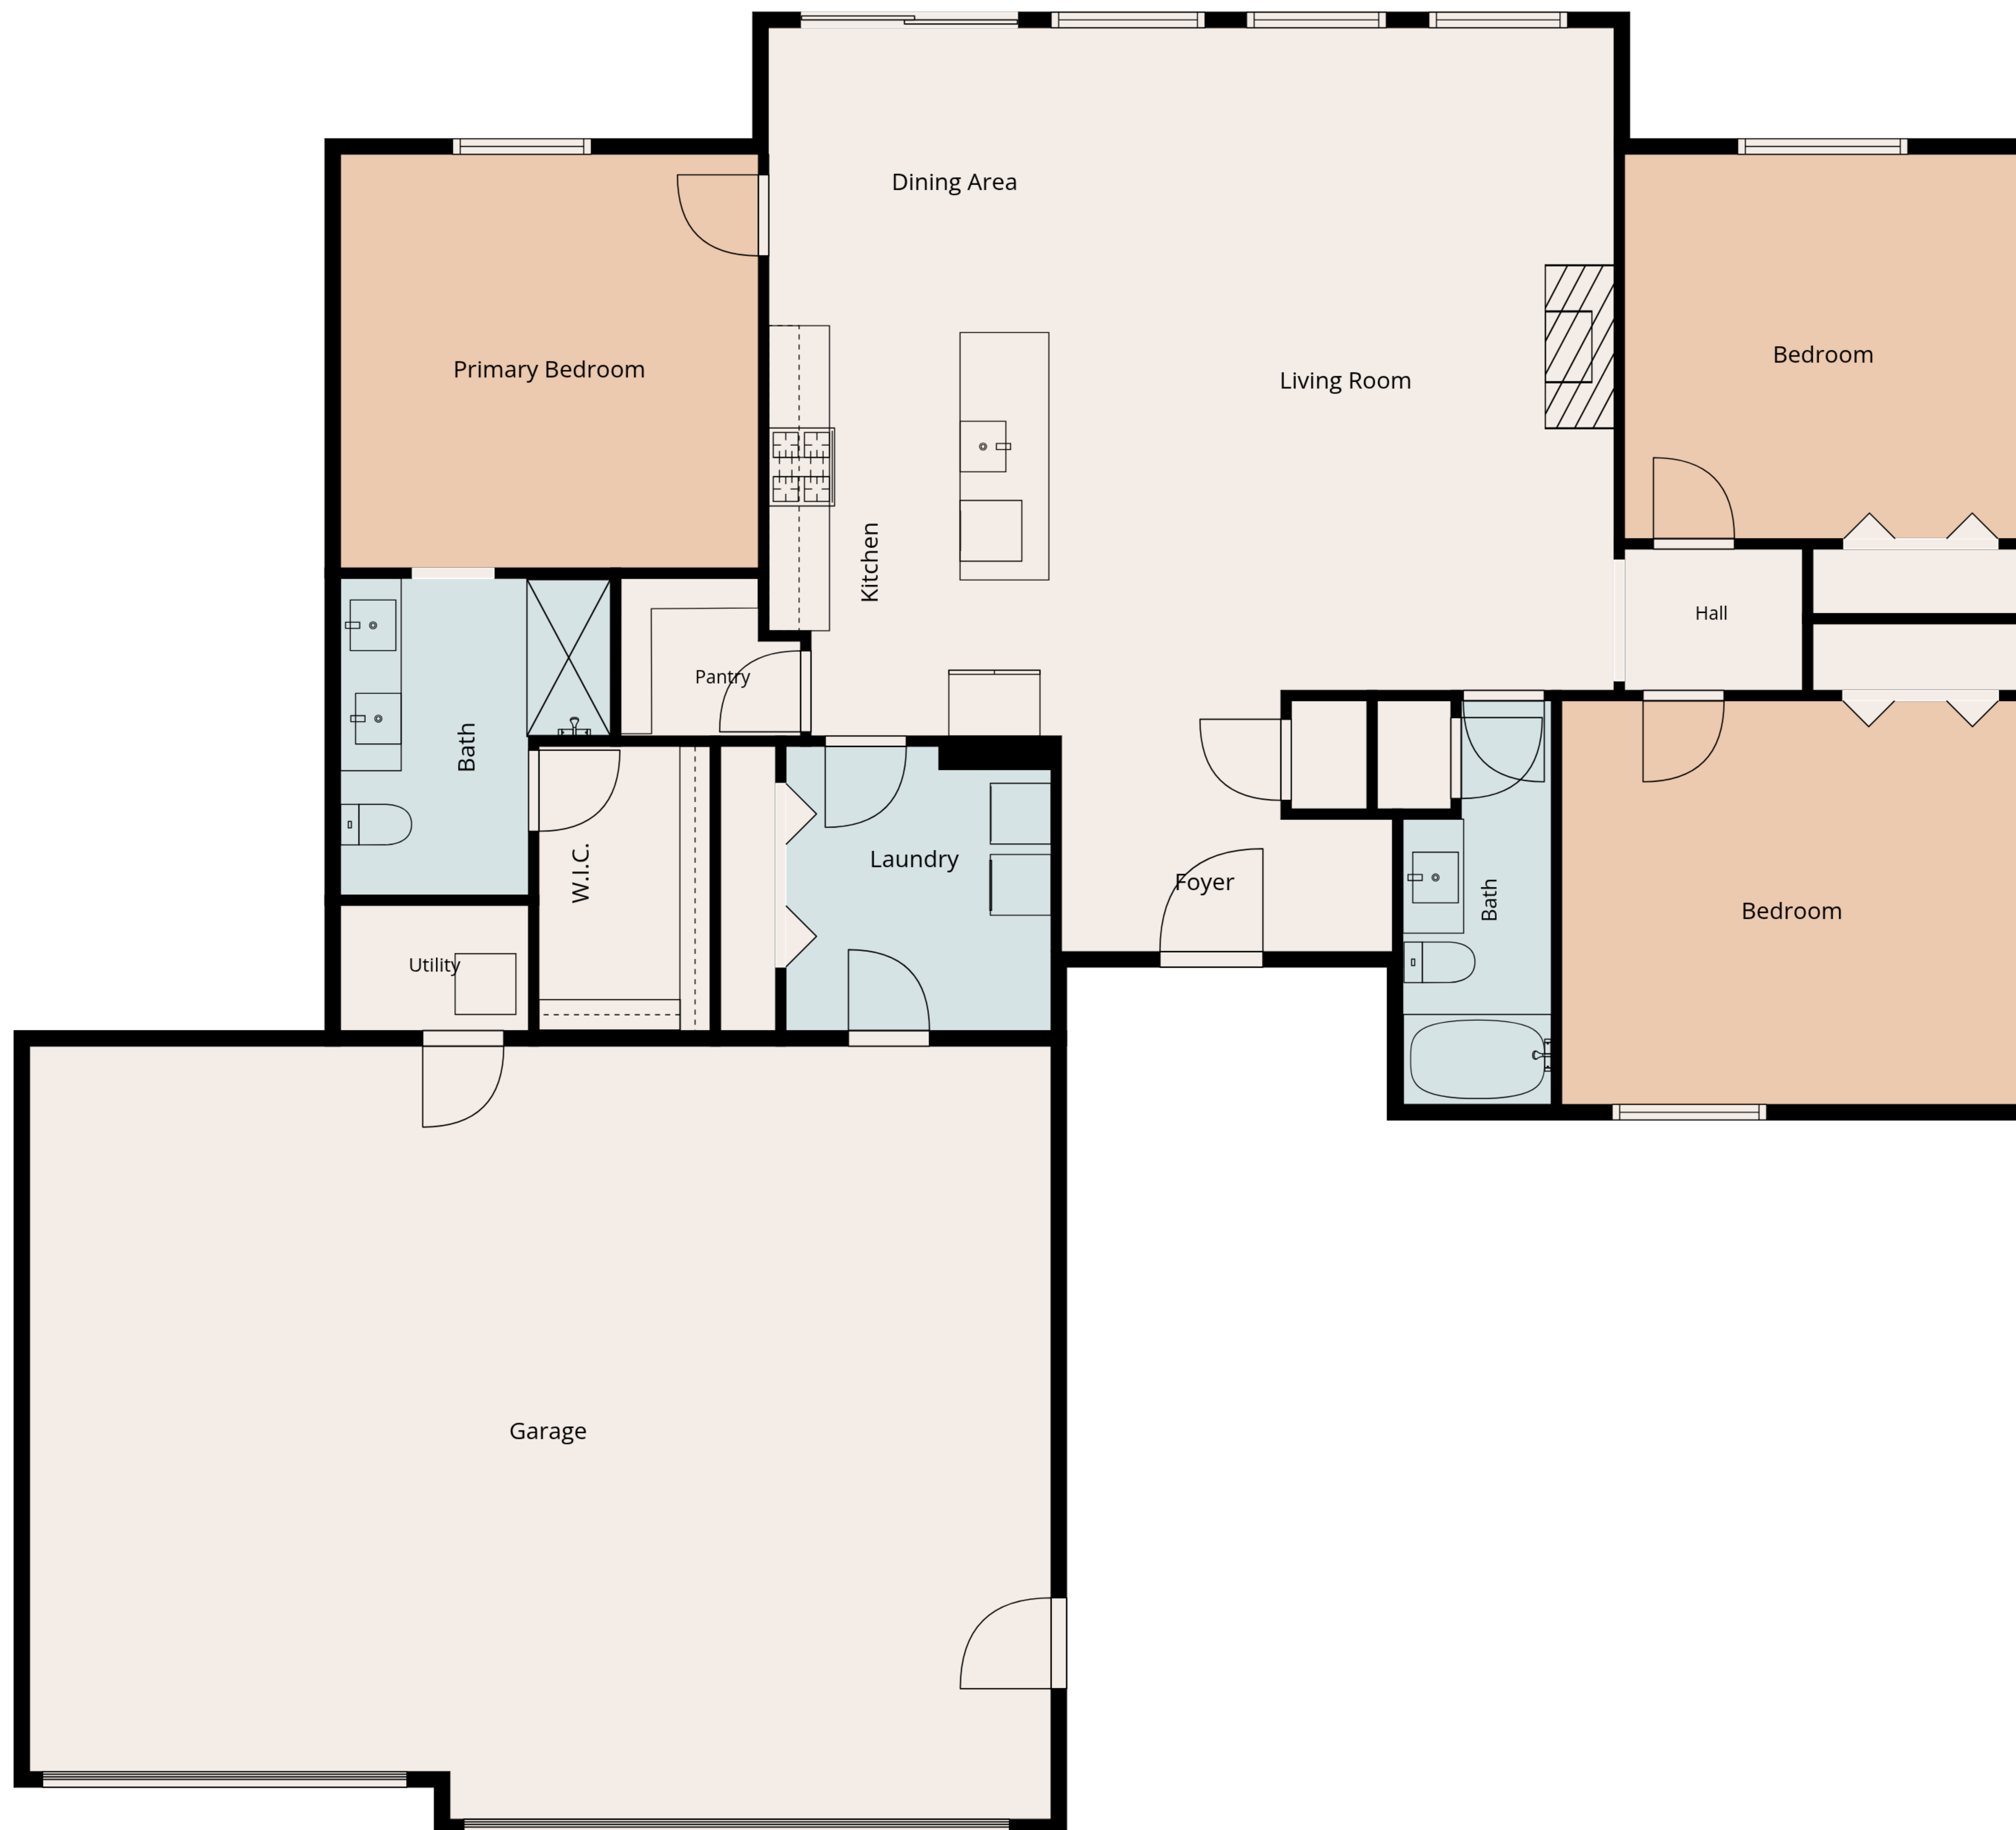 Dining Area
Primary Bedroom
Living Room
Bedroom
Kitchen
Hall
Pantry
Bath
W.I.C.
Laundry
Foyer
Bath
Bedroom
Utility
Garage